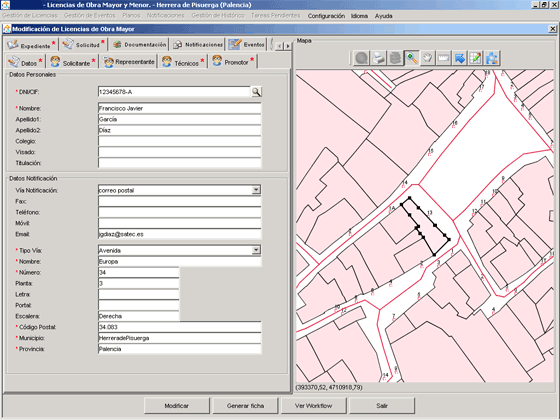 - Licencias de Obra Mayor y Menor. - Herrera de Pisuerga (Palencia)
Gestión de Licencias Gestión de Eventos Planos Gestión de Histórico Tareas Pendientes Configuración Idioma Ayuda
Modificación de Licencias de Obra Mayor
Expediente * Solicitud * Documentación Notificaciones Eventos
Datos * Solicitante * Representante Técnicos * Promotor *
Datos Personales
* DNI/CIF: 12345678-A
* Nombre: Francisco Javier
Apellido1: García
Apellido2: Díaz
Colegio:
Visado:
Titulación:
Datos Notificación
Vía Notificación: correo postal
Fax:
Teléfono:
Móvil:
Email: jgdiaz@satec.es
* Tipo Vía: Avenida
* Nombre: Europa
* Número: 34
Planta: 3
Letra:
Portal:
Escalera: Derecha
* Código Postal: 34.083
* Municipio: HerreradePisuerga
* Provincia: Palencia
Mapa
(393370,52, 4710918,79)
Modificar Generar ficha Ver Workflow Salir